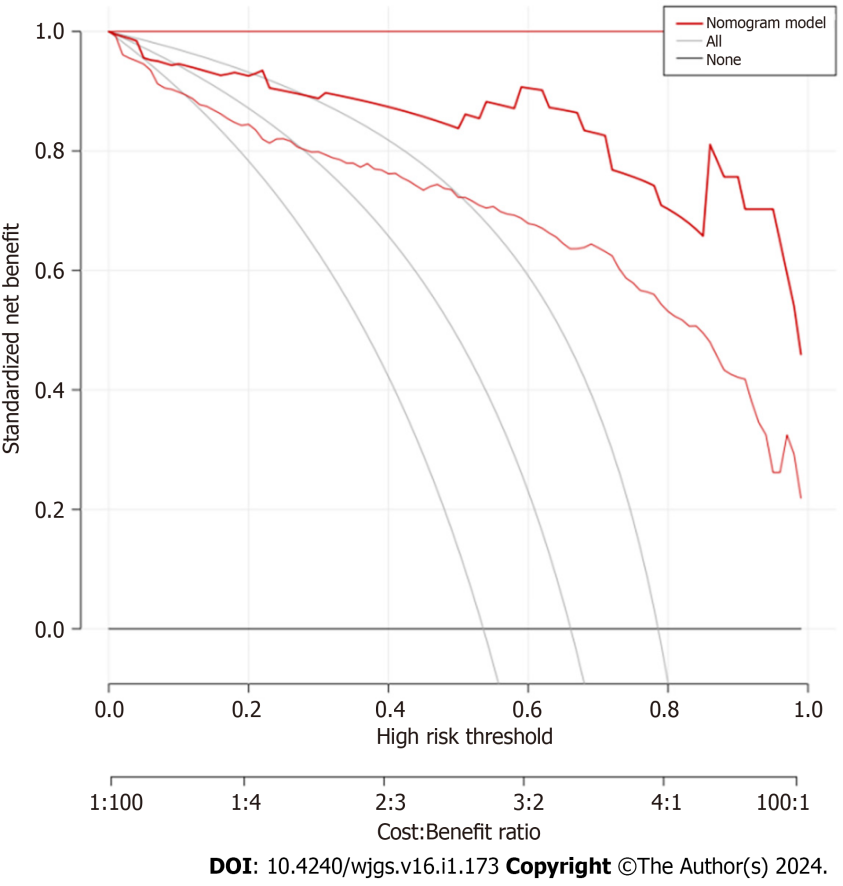 Nomogram model
All
None
Standardized net benefit
1.0
0.8
0.6
0.4
0.2
0.0
0.0 0.2 0.4 0.6 0.8 1.0
High risk threshold
1:100 1:4 2:3 3:2 4:1 100:1
Cost:Benefit ratio
DOI: 10.4240/wjgs.v16.i1.173 Copyright ©The Author(s) 2024.